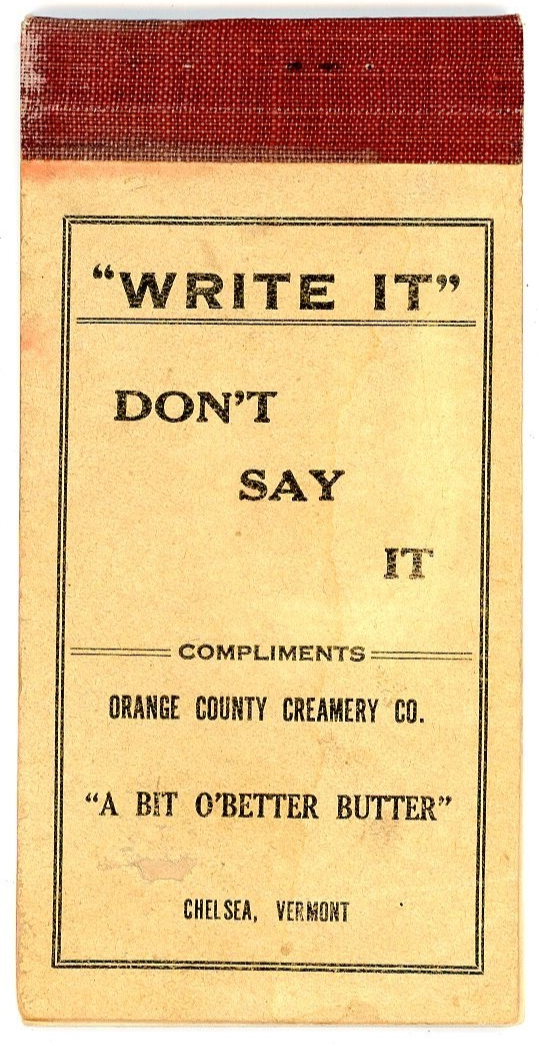 “WRITE IT”
DON'T
SAY
IT
COMPLIMENTS
ORANGE COUNTY CREAMERY CO.
“A BIT O'BETTER BUTTER”
CHELSEA, VERMONT